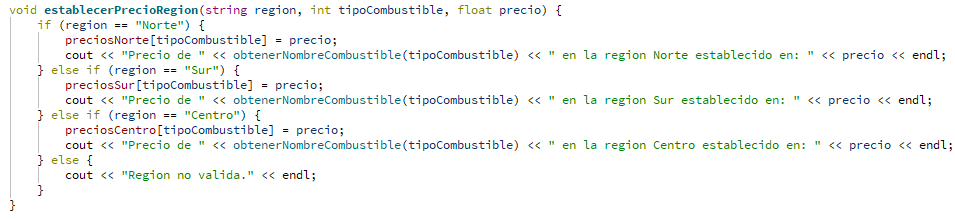 void establecerPrecioRegion(string region, int tipoCombustible, float precio) {
    if (region == "Norte") {
        preciosNorte[tipoCombustible] = precio;
        cout << "Precio de " << obtenerNombreCombustible(tipoCombustible) << " en la region Norte establecido en: " << precio << endl;
    } else if (region == "Sur") {
        preciosSur[tipoCombustible] = precio;
        cout << "Precio de " << obtenerNombreCombustible(tipoCombustible) << " en la region Sur establecido en: " << precio << endl;
    } else if (region == "Centro") {
        preciosCentro[tipoCombustible] = precio;
        cout << "Precio de " << obtenerNombreCombustible(tipoCombustible) << " en la region Centro establecido en: " << precio << endl;
    } else {
        cout << "Region no valida." << endl;
    }
}